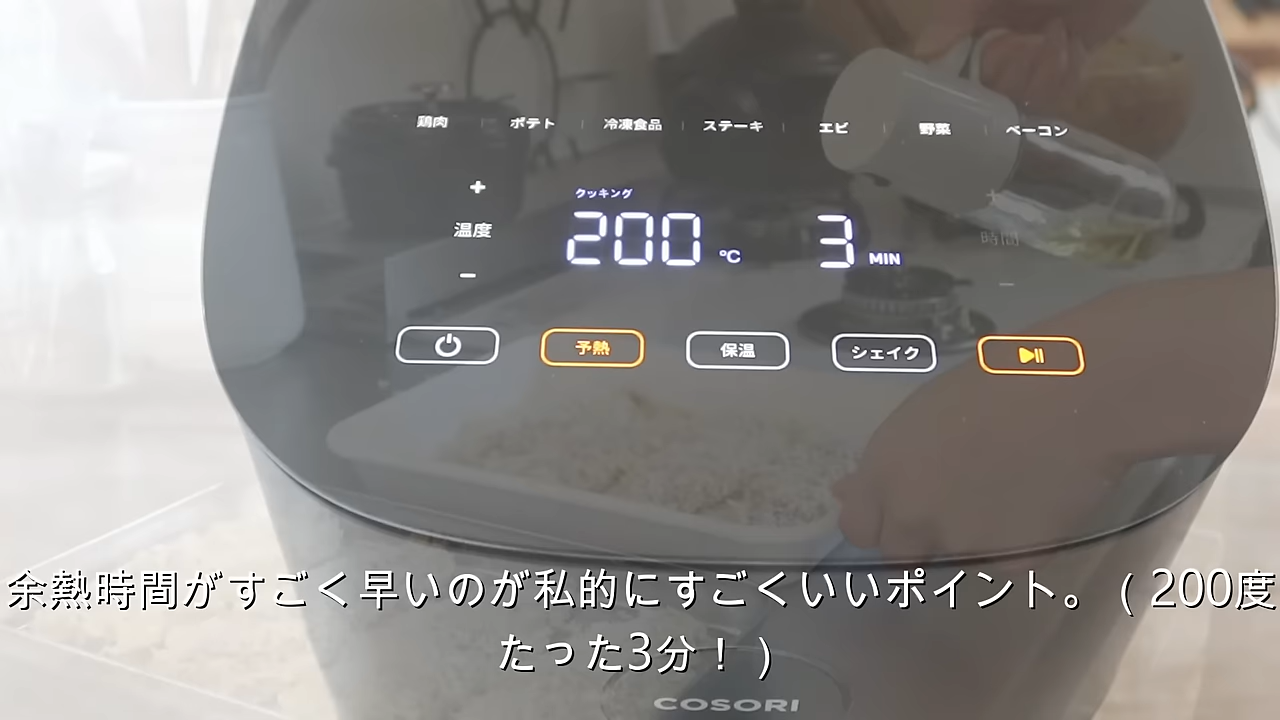 鶏肉 ポテト 冷凍食品 ステーキ エビ 野菜 ベーコン
+ クッキング +
温度 200 ℃ 3 MIN 時間
− −
予熱 保温 シェイク
余熱時間がすごく早いのが私的にすごくいいポイント。（200度
たった3分！）
COSORI